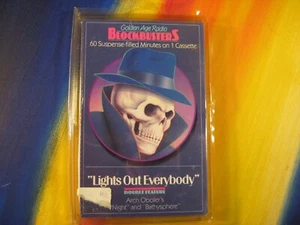 Golden Age Radio
BLOCKBUSTERS
60 Suspense-filled Minutes on 1 Cassette
"Lights Out Everybody"
DOUBLE FEATURE
Arch Oboler's
Night" and "Bathysphere"